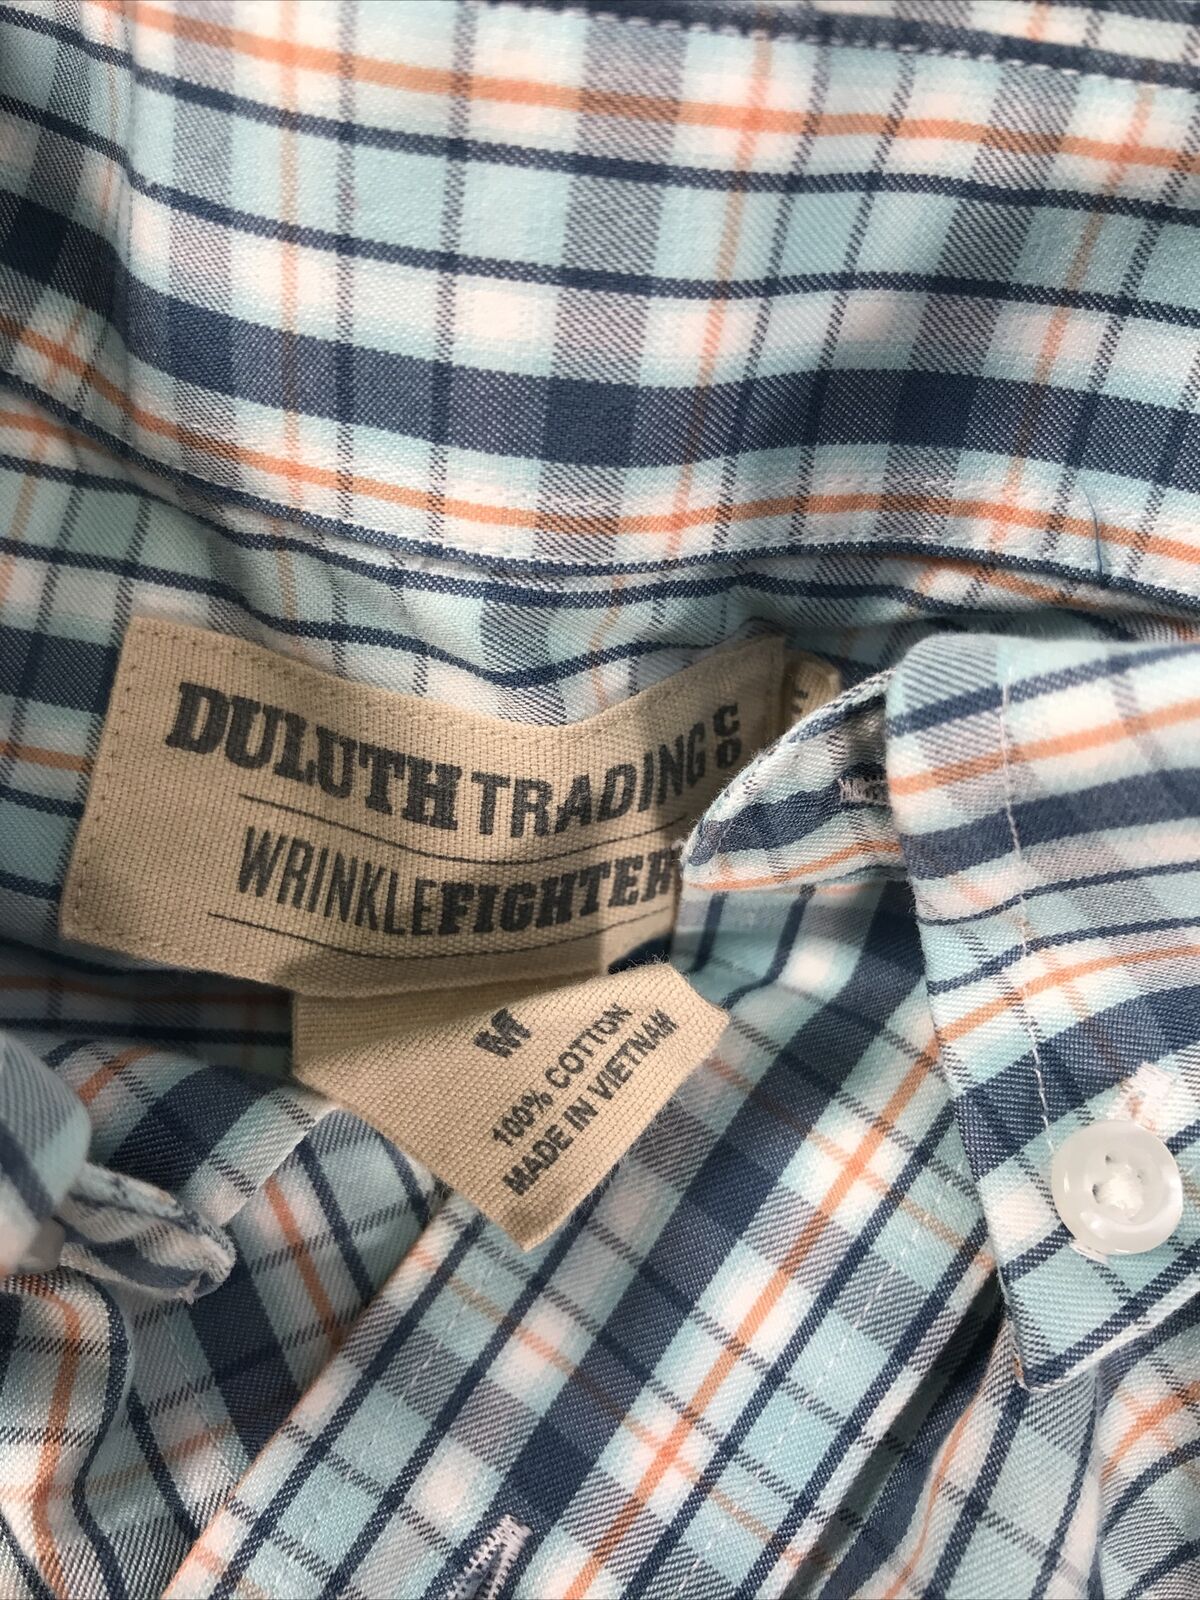 DULUTH TRADING CO
WRINKLEFIGHTER
M
100% COTTON
MADE IN VIETNAM